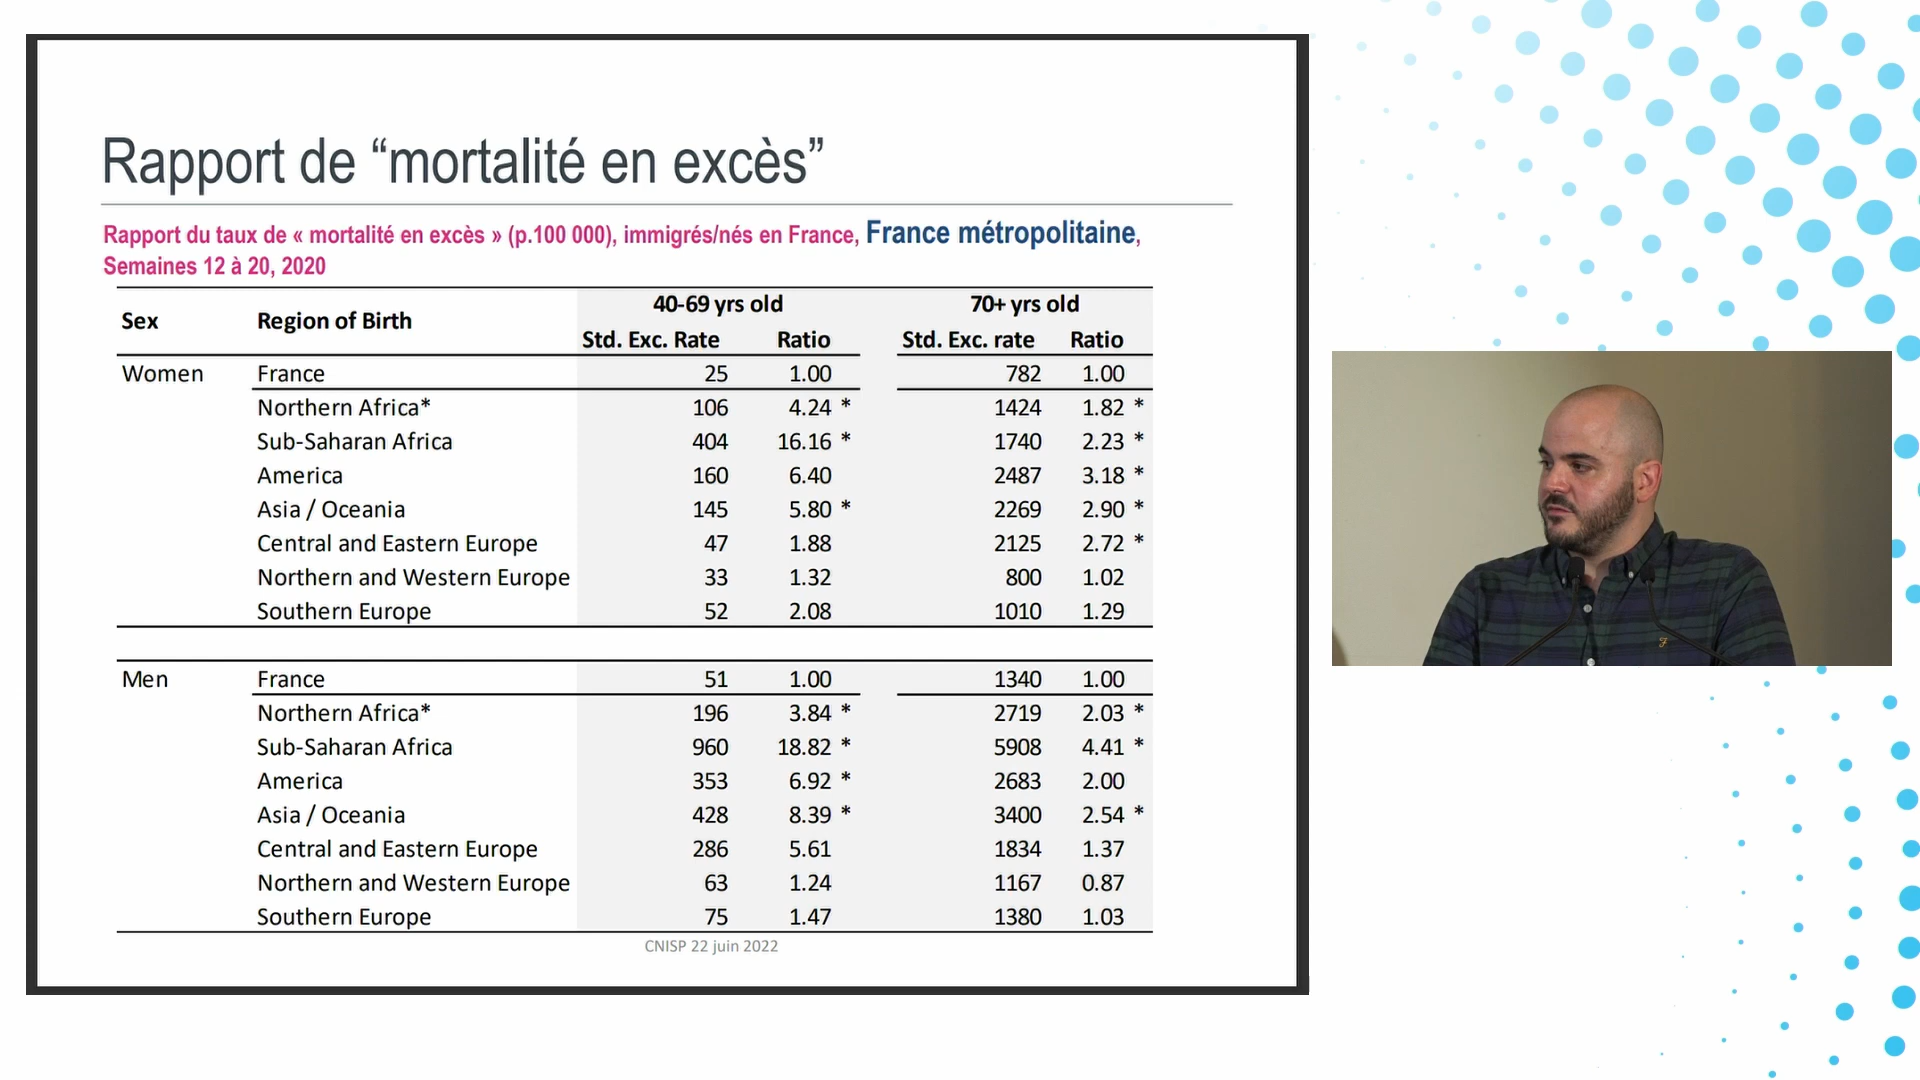 Rapport de “mortalité en excès”
Rapport du taux de « mortalité en excès » (p.100 000), immigrés/nés en France, France métropolitaine,
Semaines 12 à 20, 2020
Sex Region of Birth 40-69 yrs old 70+ yrs old
Std. Exc. Rate Ratio Std. Exc. rate Ratio
Women France 25 1.00 782 1.00
Northern Africa* 106 4.24 * 1424 1.82 *
Sub-Saharan Africa 404 16.16 * 1740 2.23 *
America 160 6.40 2487 3.18 *
Asia / Oceania 145 5.80 * 2269 2.90 *
Central and Eastern Europe 47 1.88 2125 2.72 *
Northern and Western Europe 33 1.32 800 1.02
Southern Europe 52 2.08 1010 1.29
Men France 51 1.00 1340 1.00
Northern Africa* 196 3.84 * 2719 2.03 *
Sub-Saharan Africa 960 18.82 * 5908 4.41 *
America 353 6.92 * 2683 2.00
Asia / Oceania 428 8.39 * 3400 2.54 *
Central and Eastern Europe 286 5.61 1834 1.37
Northern and Western Europe 63 1.24 1167 0.87
Southern Europe 75 1.47 1380 1.03
CNISP 22 juin 2022